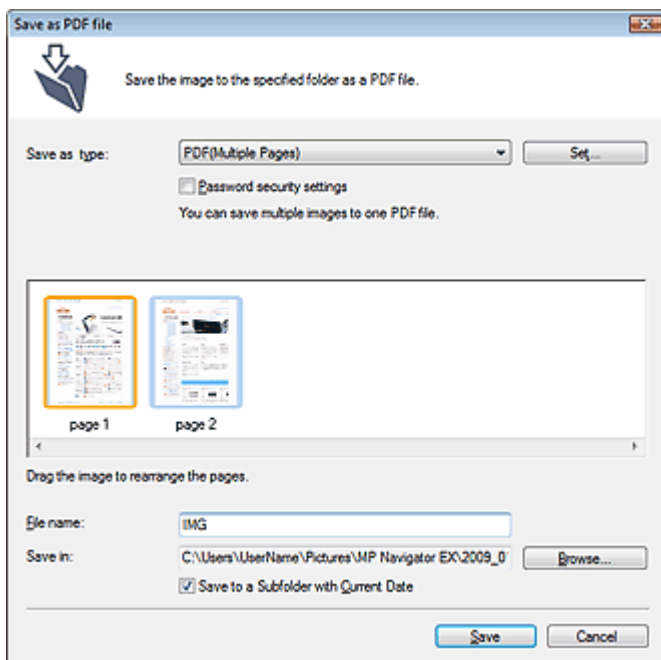 Save as PDF file
Save the image to the specified folder as a PDF file.
Save as type:
PDF(Multiple Pages)
Set...
Password security settings
You can save multiple images to one PDF file.
page 1
page 2
Drag the image to rearrange the pages.
File name:
IMG
Save in:
C:\Users\UserName\Pictures\MP Navigator EX\2009_0
Browse...
Save to a Subfolder with Current Date
Save
Cancel